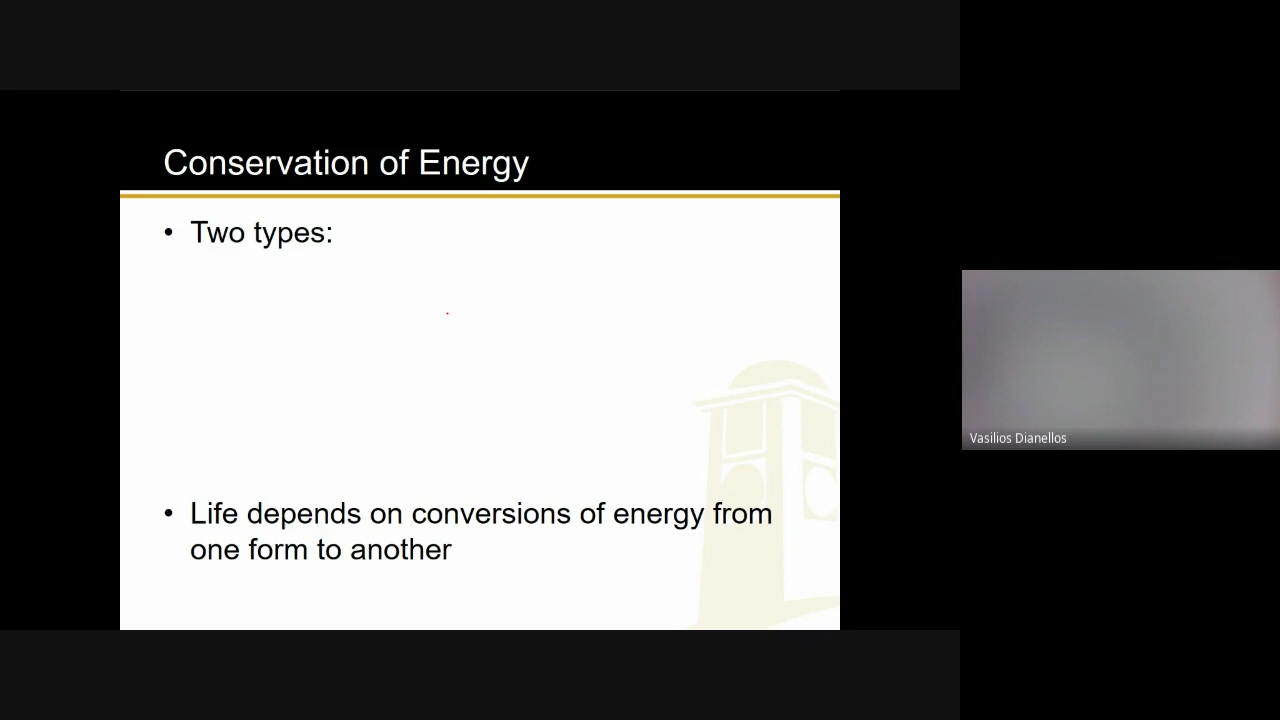 Conservation of Energy
• Two types:
• Life depends on conversions of energy from
one form to another
Vasilios Dianellos